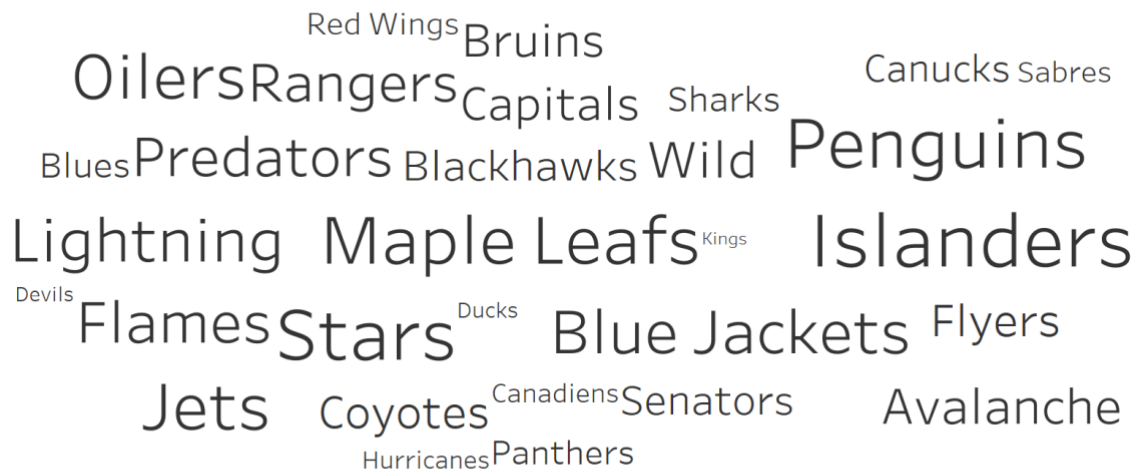 Red Wings Bruins
Oilers Rangers Capitals Sharks Canucks Sabres
Blues Predators Blackhawks Wild Penguins
Lightning Maple Leafs Kings Islanders
Devils Flames Stars Ducks Blue Jackets Flyers
Jets Coyotes Canadiens Senators Avalanche
Hurricanes Panthers